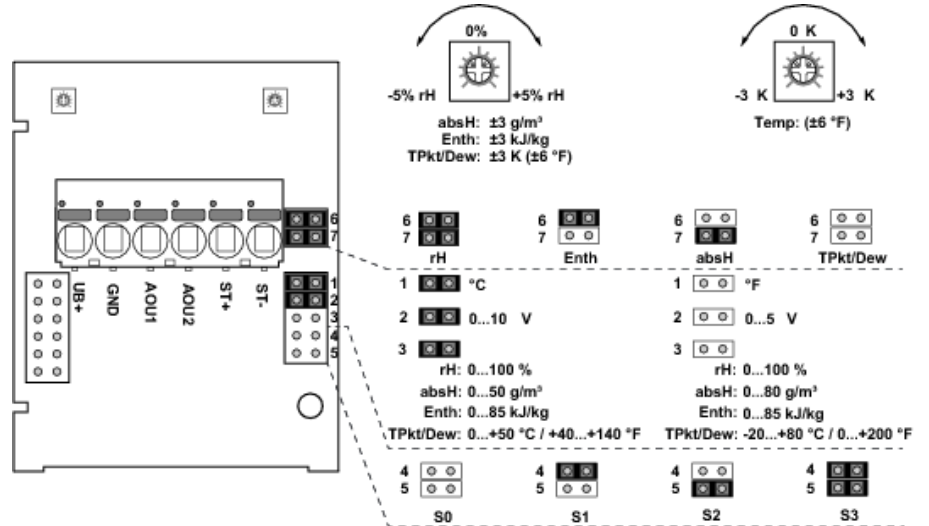 0%
0 K
-5% rH +5% rH
-3 K +3 K
absH: ±3 g/m³
Enth: ±3 kJ/kg
TPkt/Dew: ±3 K (±6 °F)
Temp: (±6 °F)
6
7
6
7
rH
6
7
Enth
6
7
absH
6
7
TPkt/Dew
UB+
GND
AOU1
AOU2
ST+
ST-
1
2
3
4
5
1 °C
2 0...10 V
3
rH: 0...100 %
absH: 0...50 g/m³
Enth: 0...85 kJ/kg
TPkt/Dew: 0...+50 °C / +40...+140 °F
1 °F
2 0...5 V
3
rH: 0...100 %
absH: 0...80 g/m³
Enth: 0...85 kJ/kg
TPkt/Dew: -20...+80 °C / 0...+200 °F
4
5
S0
4
5
S1
4
5
S2
4
5
S3